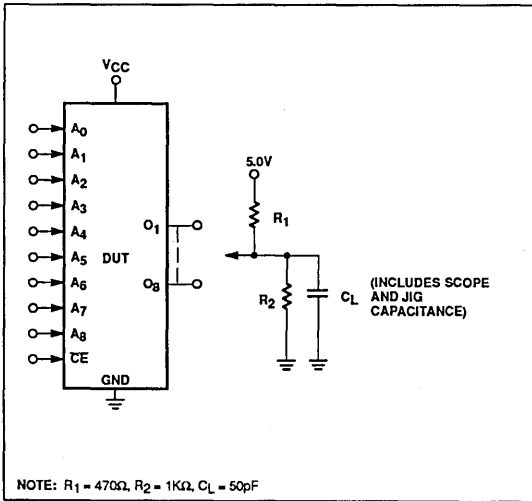 VCC
A0
A1
A2
A3
A4
A5
A6
A7
A8
CE
DUT
O1
O8
GND
5.0V
R1
R2
CL
(INCLUDES SCOPE
AND JIG
CAPACITANCE)
NOTE: R1 = 470Ω, R2 = 1KΩ, CL = 50pF